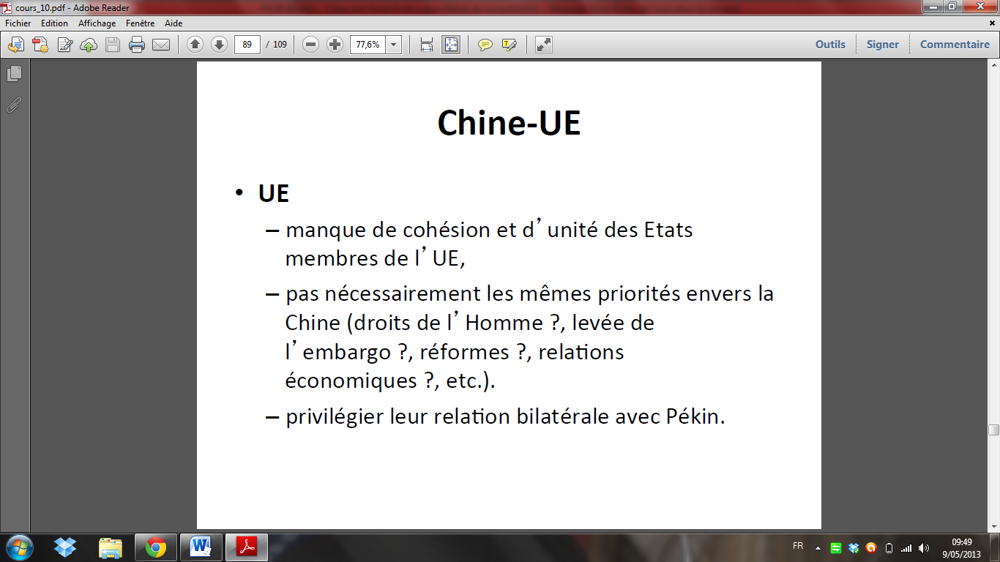 cours_10.pdf - Adobe Reader
Fichier Edition Affichage Fenêtre Aide
89 / 109 77,6% Outils Signer Commentaire
Chine-UE
• UE
– manque de cohésion et d’unité des Etats
membres de l’UE,
– pas nécessairement les mêmes priorités envers la
Chine (droits de l’Homme ?, levée de
l’embargo ?, réformes ?, relations
économiques ?, etc.).
– privilégier leur relation bilatérale avec Pékin.
FR
09:49
9/05/2013